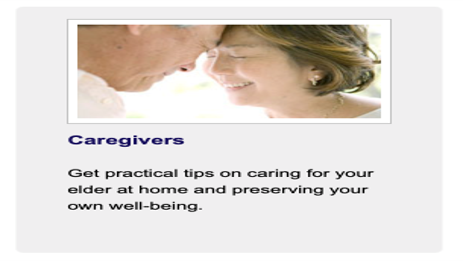 Caregivers
Get practical tips on caring for your
elder at home and preserving your
own well-being.